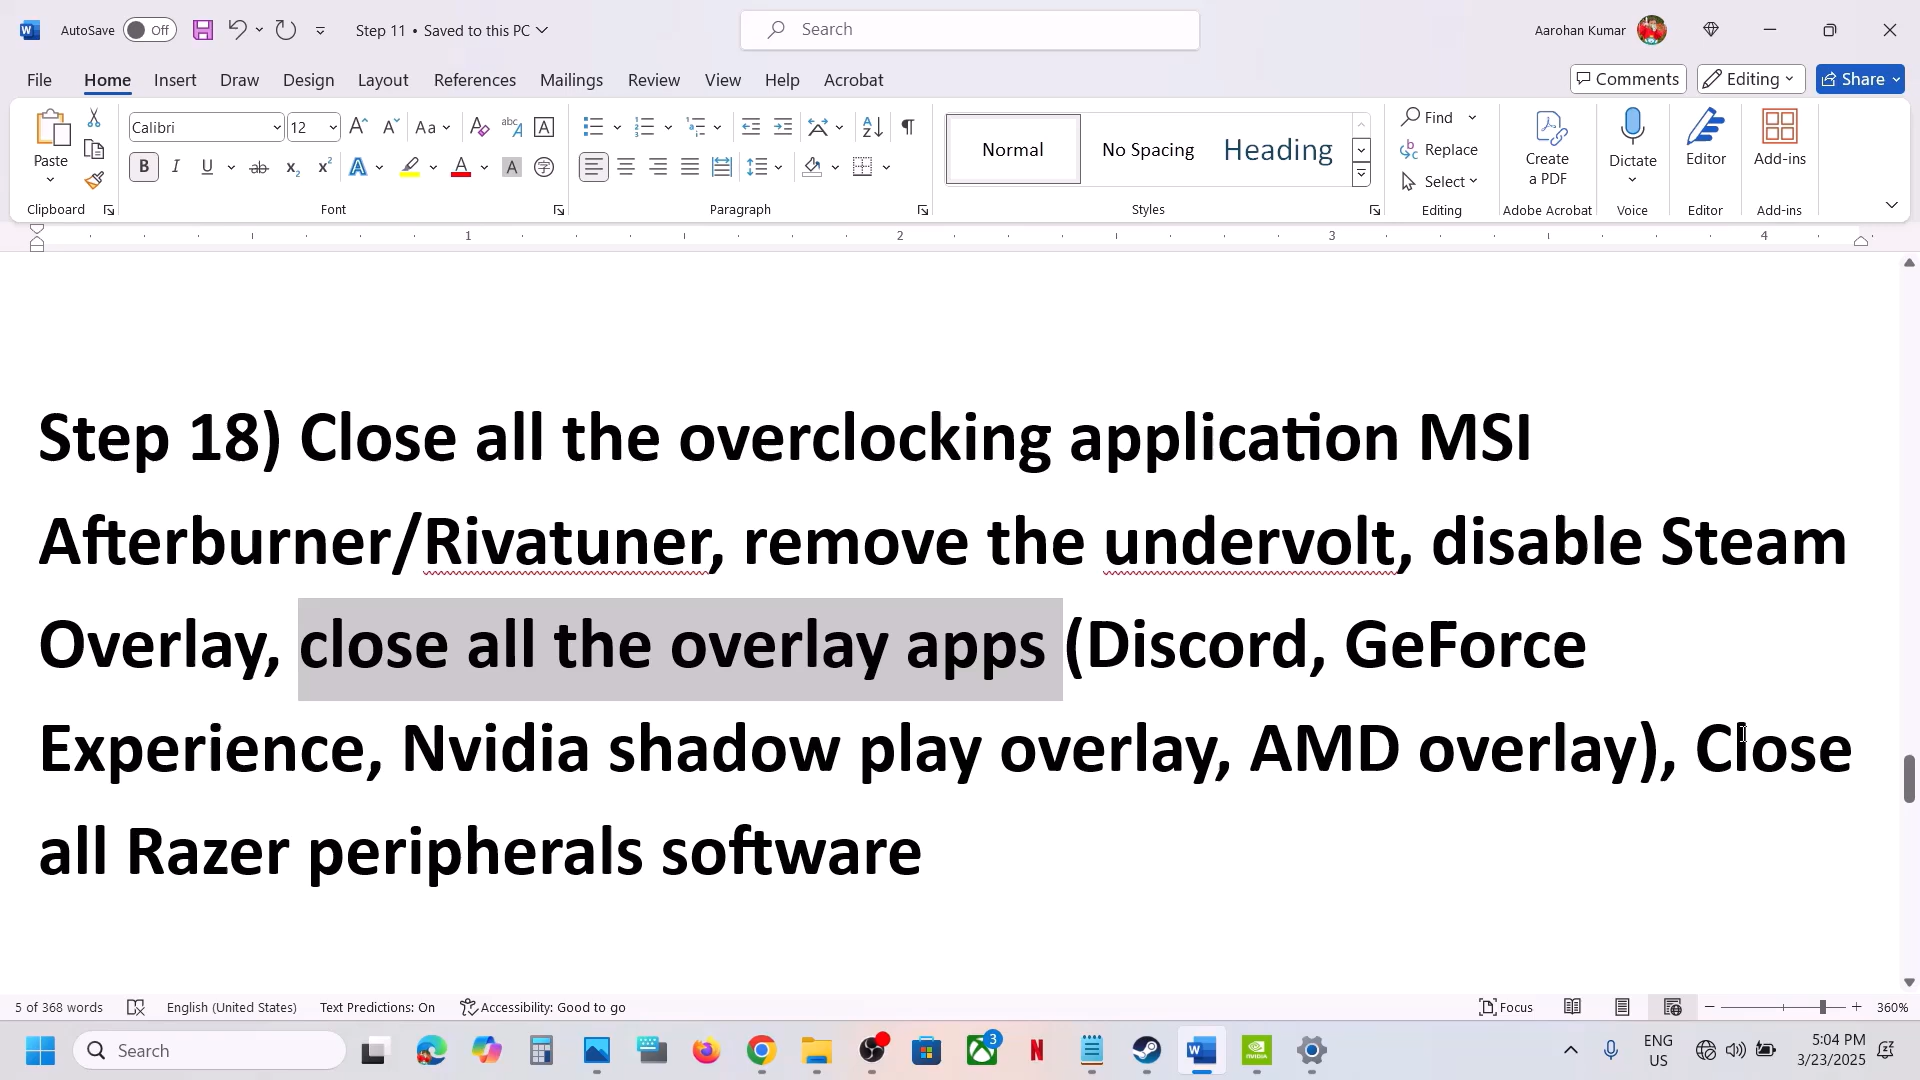 AutoSave Off Step 11 • Saved to this PC Search Aarohan Kumar
File Home Insert Draw Design Layout References Mailings Review View Help Acrobat Comments Editing Share
Calibri 12 Aa
Paste
B I U ab x₂ x² A A A
Normal No Spacing Heading
Find
Replace
Select
Create a PDF
Dictate
Editor
Add-ins
Clipboard Font Paragraph Styles Editing Adobe Acrobat Voice Editor Add-ins
1 2 3 4
Step 18) Close all the overclocking application MSI
Afterburner/Rivatuner, remove the undervolt, disable Steam
Overlay, close all the overlay apps (Discord, GeForce
Experience, Nvidia shadow play overlay, AMD overlay), Close
all Razer peripherals software
5 of 368 words English (United States) Text Predictions: On Accessibility: Good to go Focus 360%
Search 3 ENG US 5:04 PM 3/23/2025